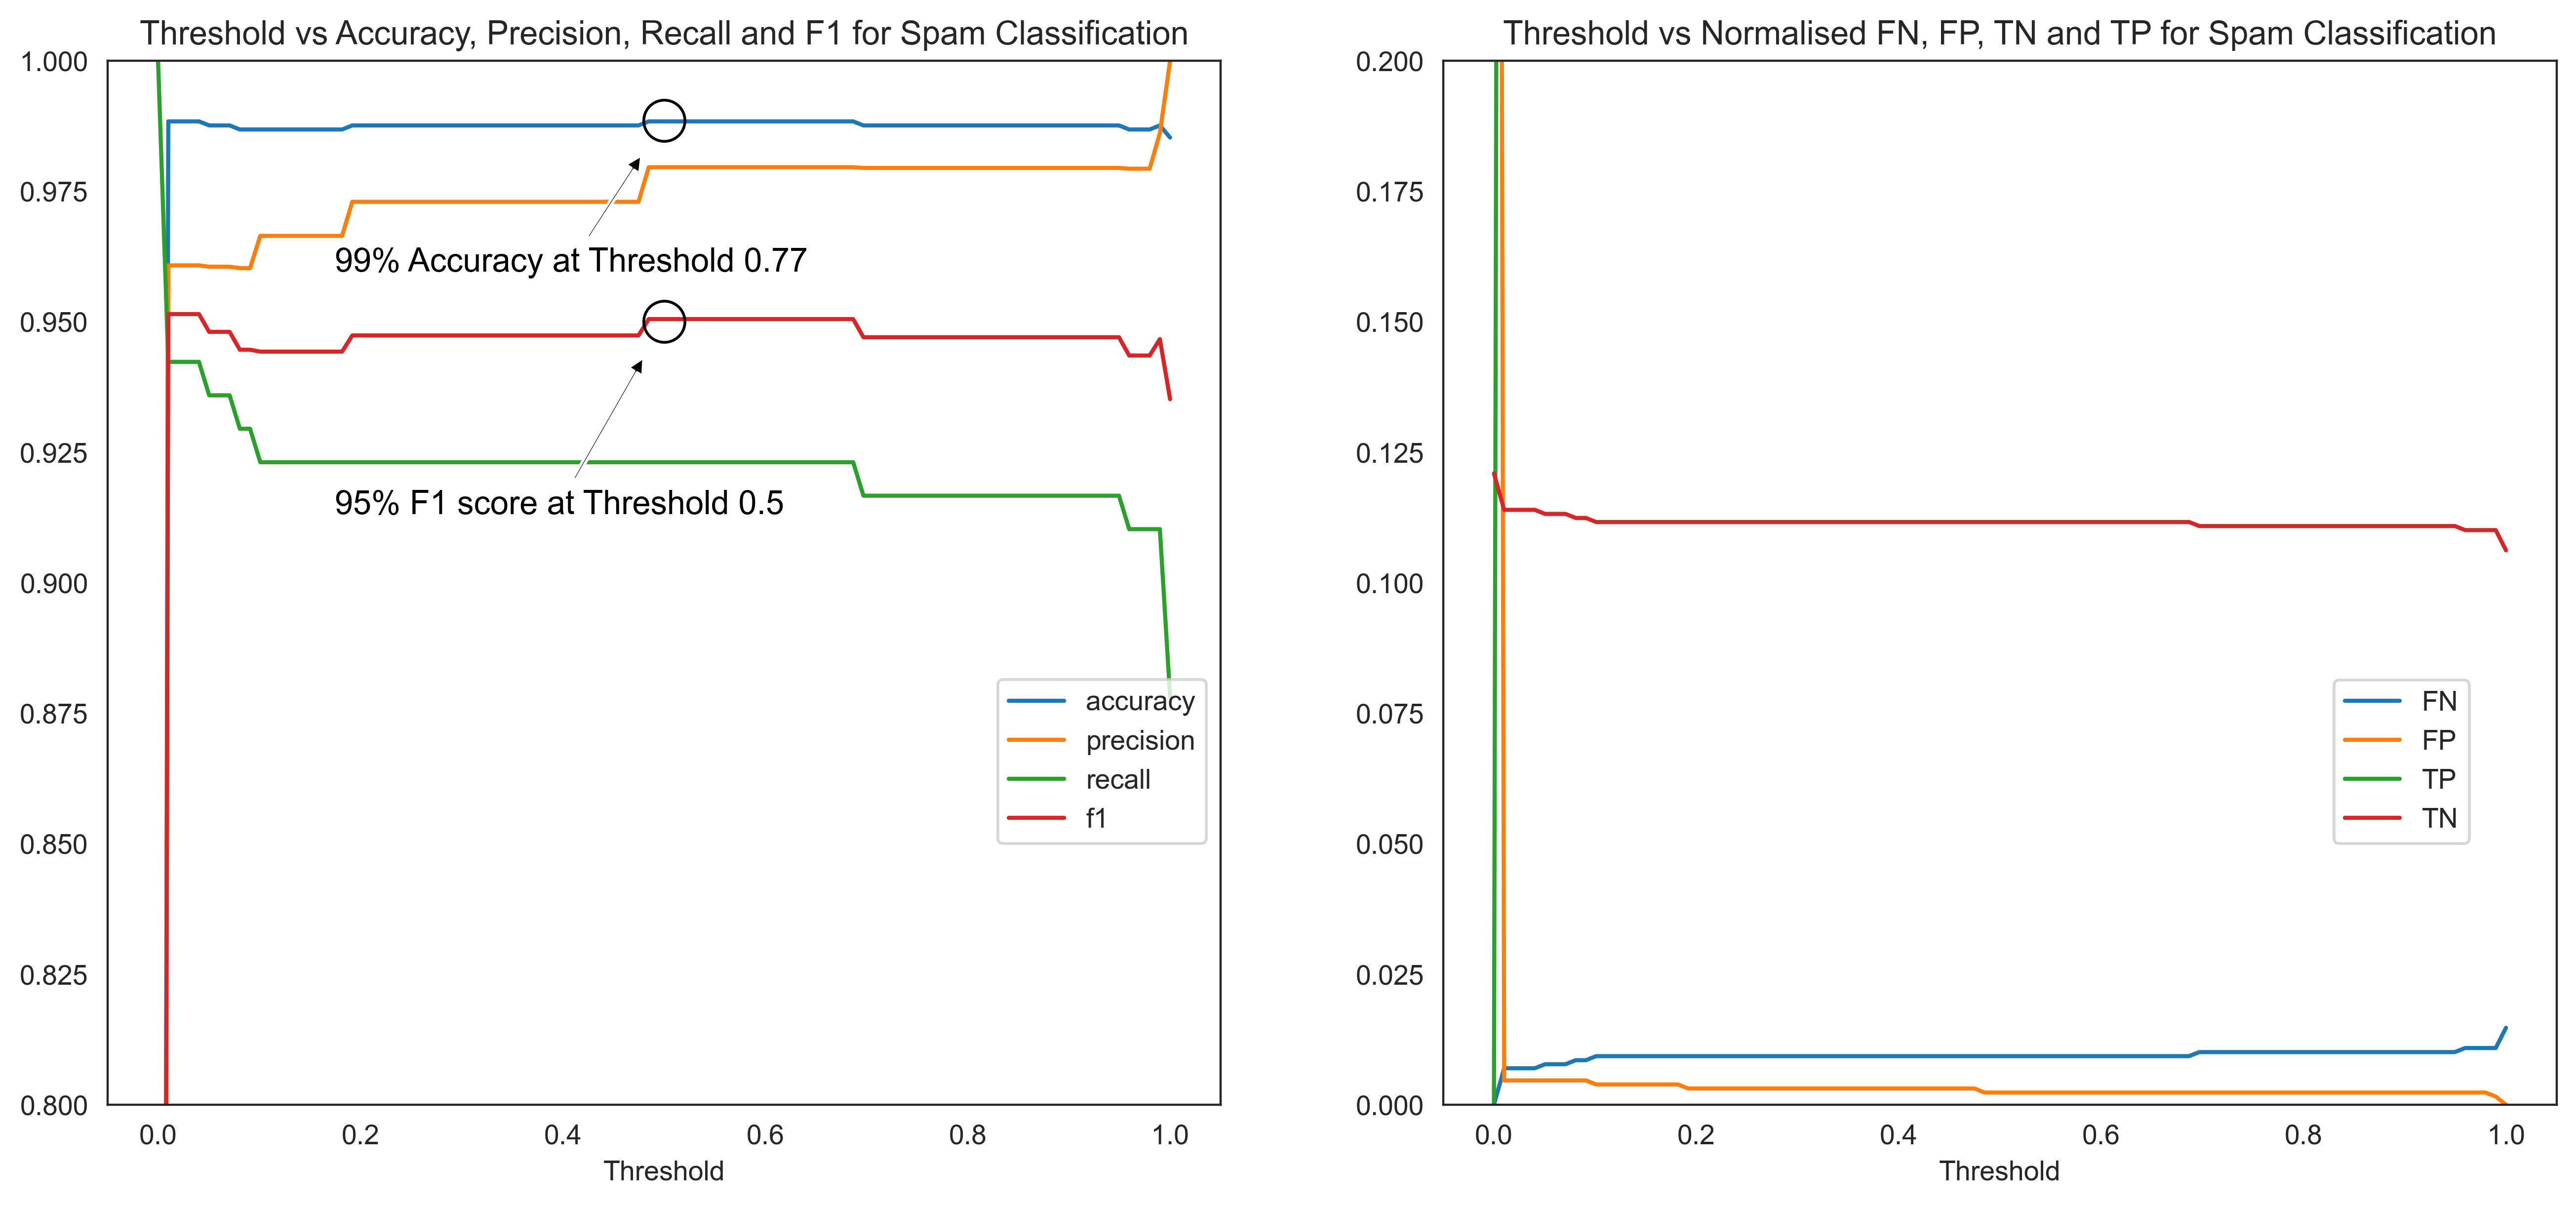 Threshold vs Accuracy, Precision, Recall and F1 for Spam Classification
1.000
0.975
0.950
0.925
0.900
0.875
0.850
0.825
0.800
99% Accuracy at Threshold 0.77
95% F1 score at Threshold 0.5
accuracy
precision
recall
f1
0.0 0.2 0.4 0.6 0.8 1.0
Threshold
Threshold vs Normalised FN, FP, TN and TP for Spam Classification
0.200
0.175
0.150
0.125
0.100
0.075
0.050
0.025
0.000
FN
FP
TP
TN
0.0 0.2 0.4 0.6 0.8 1.0
Threshold